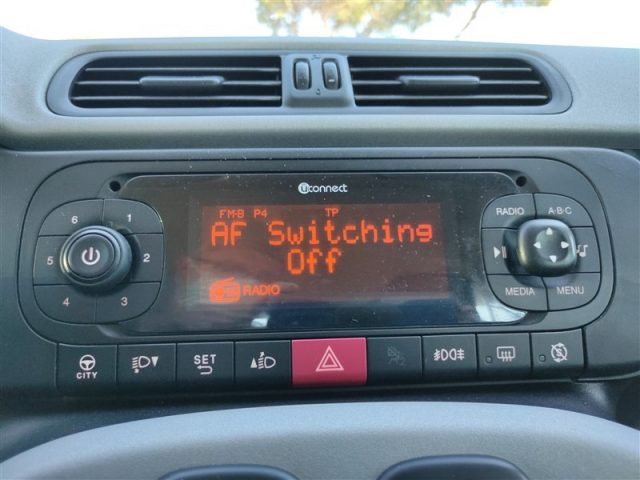 uconnect
FM-B P4 TP
AF Switching
Off
RADIO
6 1
5 2
4 3
RADIO A·B·C
MEDIA MENU
CITY
SET